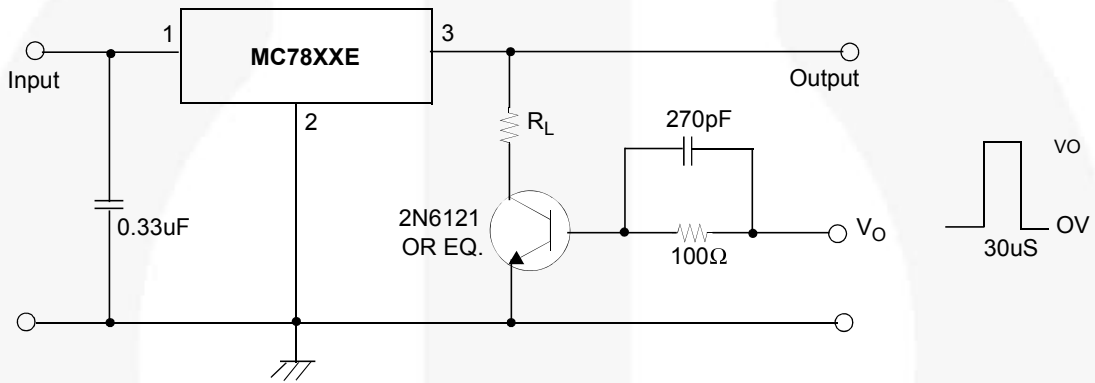 1
MC78XXE
3
Input
Output
2
R_L
270pF
0.33uF
2N6121
OR EQ.
100Ω
V_O
VO
OV
30uS